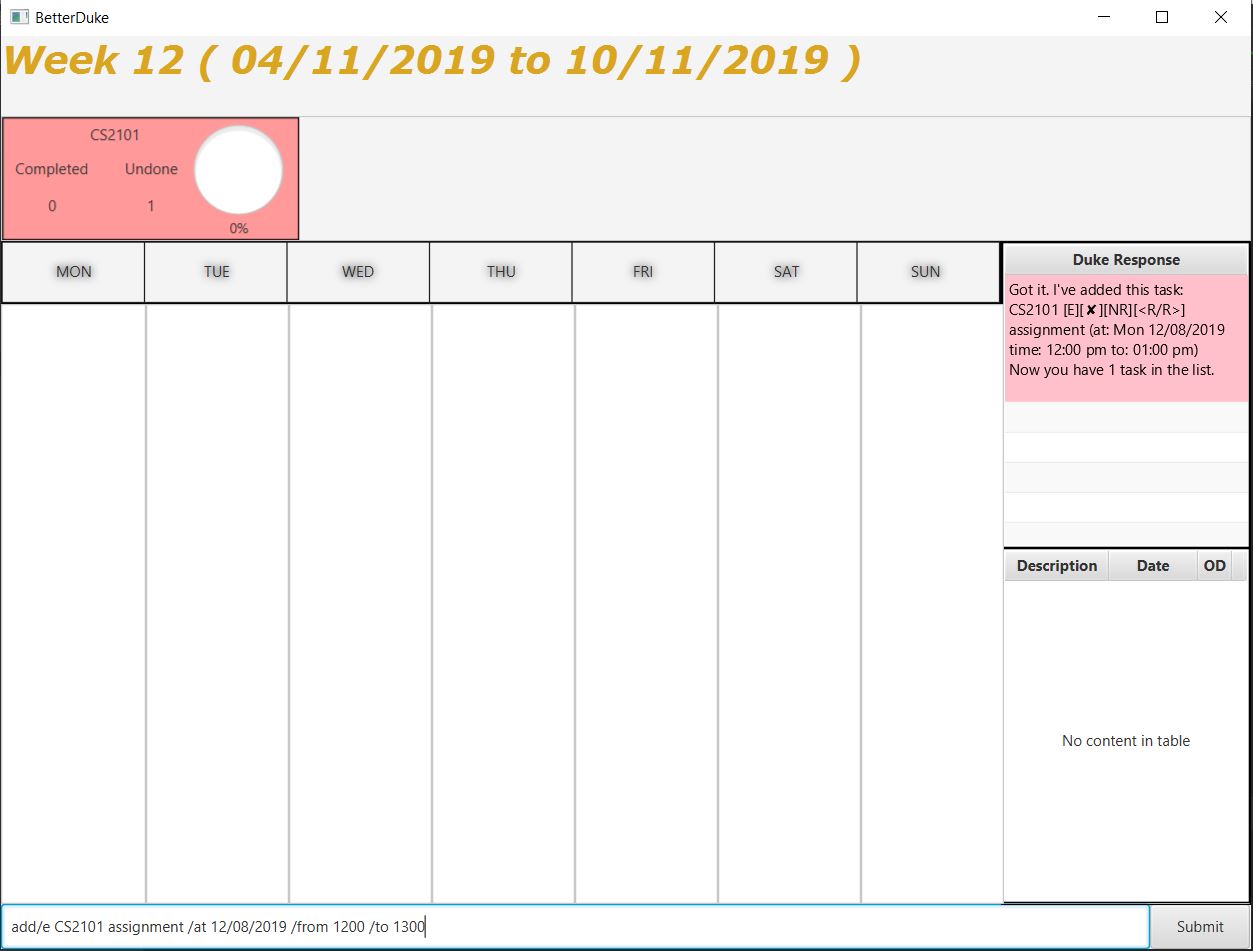 BetterDuke
Week 12 ( 04/11/2019 to 10/11/2019 )
CS2101
Completed Undone
0 1
0%
MON TUE WED THU FRI SAT SUN
Duke Response
Got it. I've added this task:
CS2101 [E][✘][NR][<R/R>]
assignment (at: Mon 12/08/2019
time: 12:00 pm to: 01:00 pm)
Now you have 1 task in the list.
Description Date OD
No content in table
add/e CS2101 assignment /at 12/08/2019 /from 1200 /to 1300
Submit